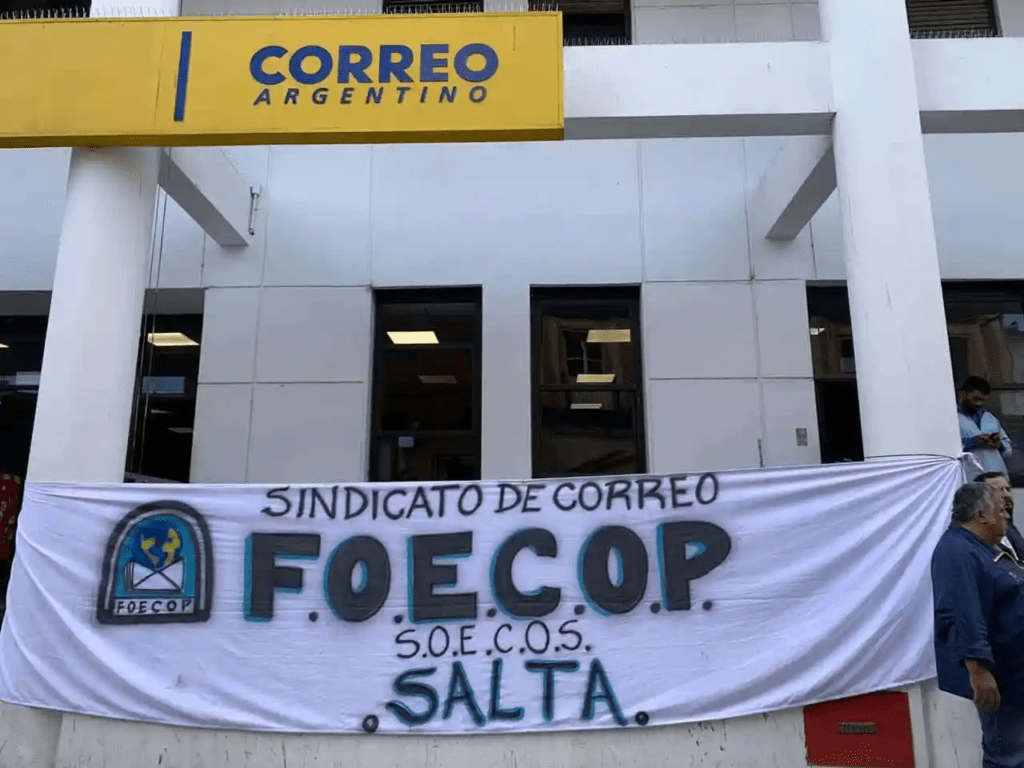 CORREO
ARGENTINO
SINDICATO DE CORREO
F.O.E.C.O.P.
FOECOP
S.O.E.C.O.S.
.SALTA.